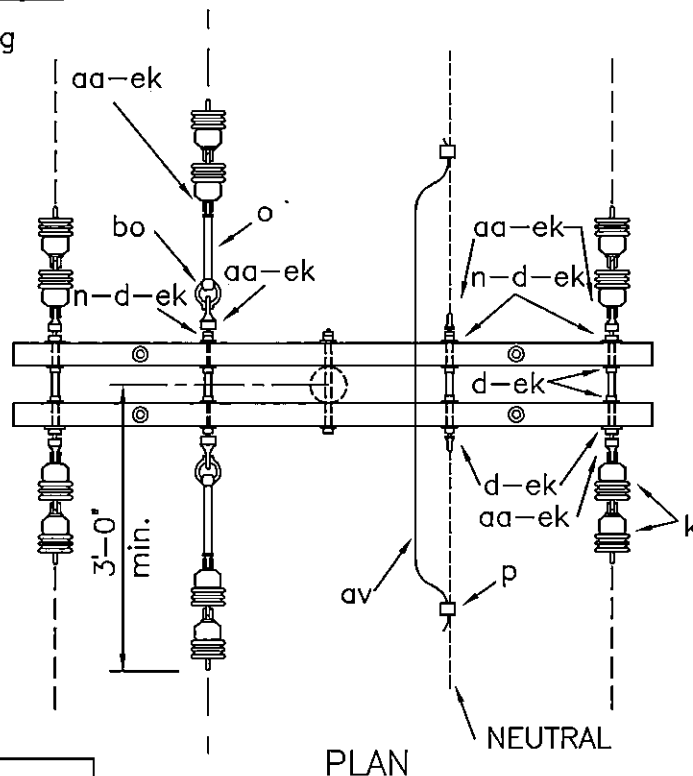 g
aa-ek
bo
o
aa-ek
n-d-ek
aa-ek
n-d-ek
d-ek
d-ek
aa-ek
k
3'-0"
min.
av
p
NEUTRAL
PLAN